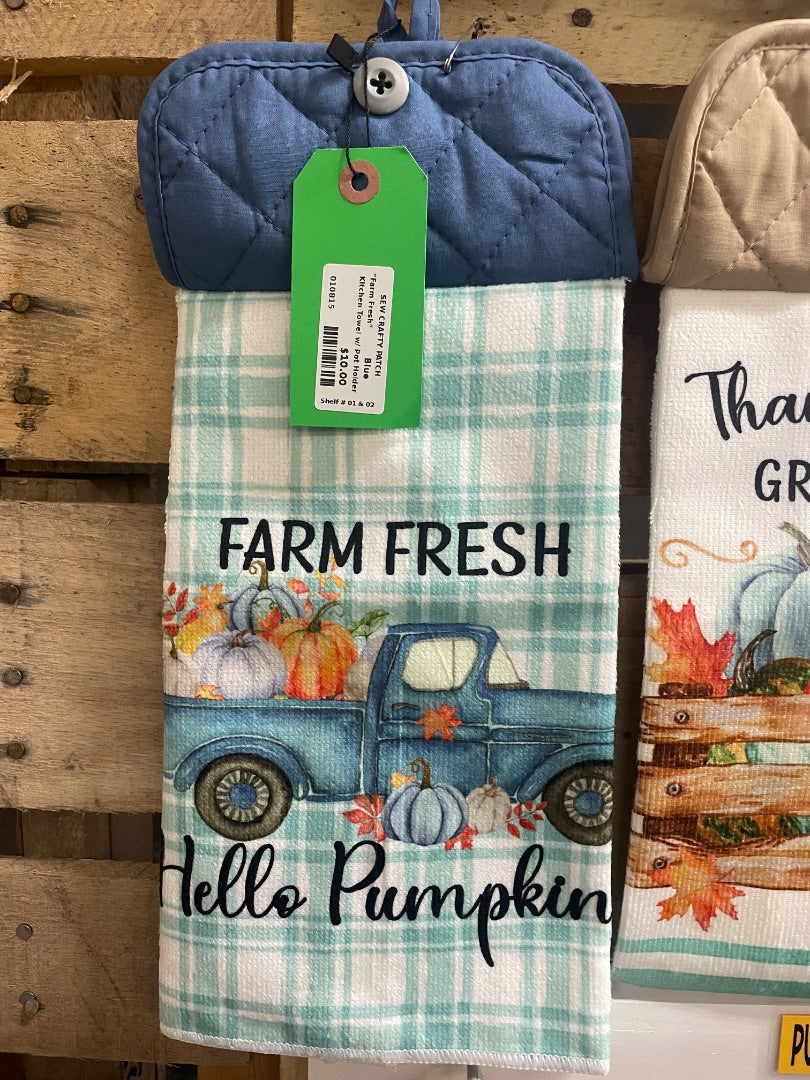 SEW CRAFTY PATCH
Blue
"Farm Fresh"
Kitchen Towel w/ Pot Holder
$10.00
010815
Shelf # 01 & 02
FARM FRESH
Hello Pumpkin
Tha
GR
PU